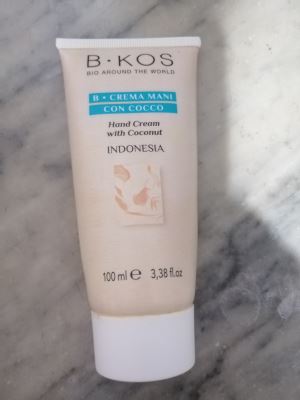 B·KOS
BIO AROUND THE WORLD
B • CREMA MANI
CON COCCO
Hand Cream
with Coconut
INDONESIA
100 ml e 3,38 fl.oz